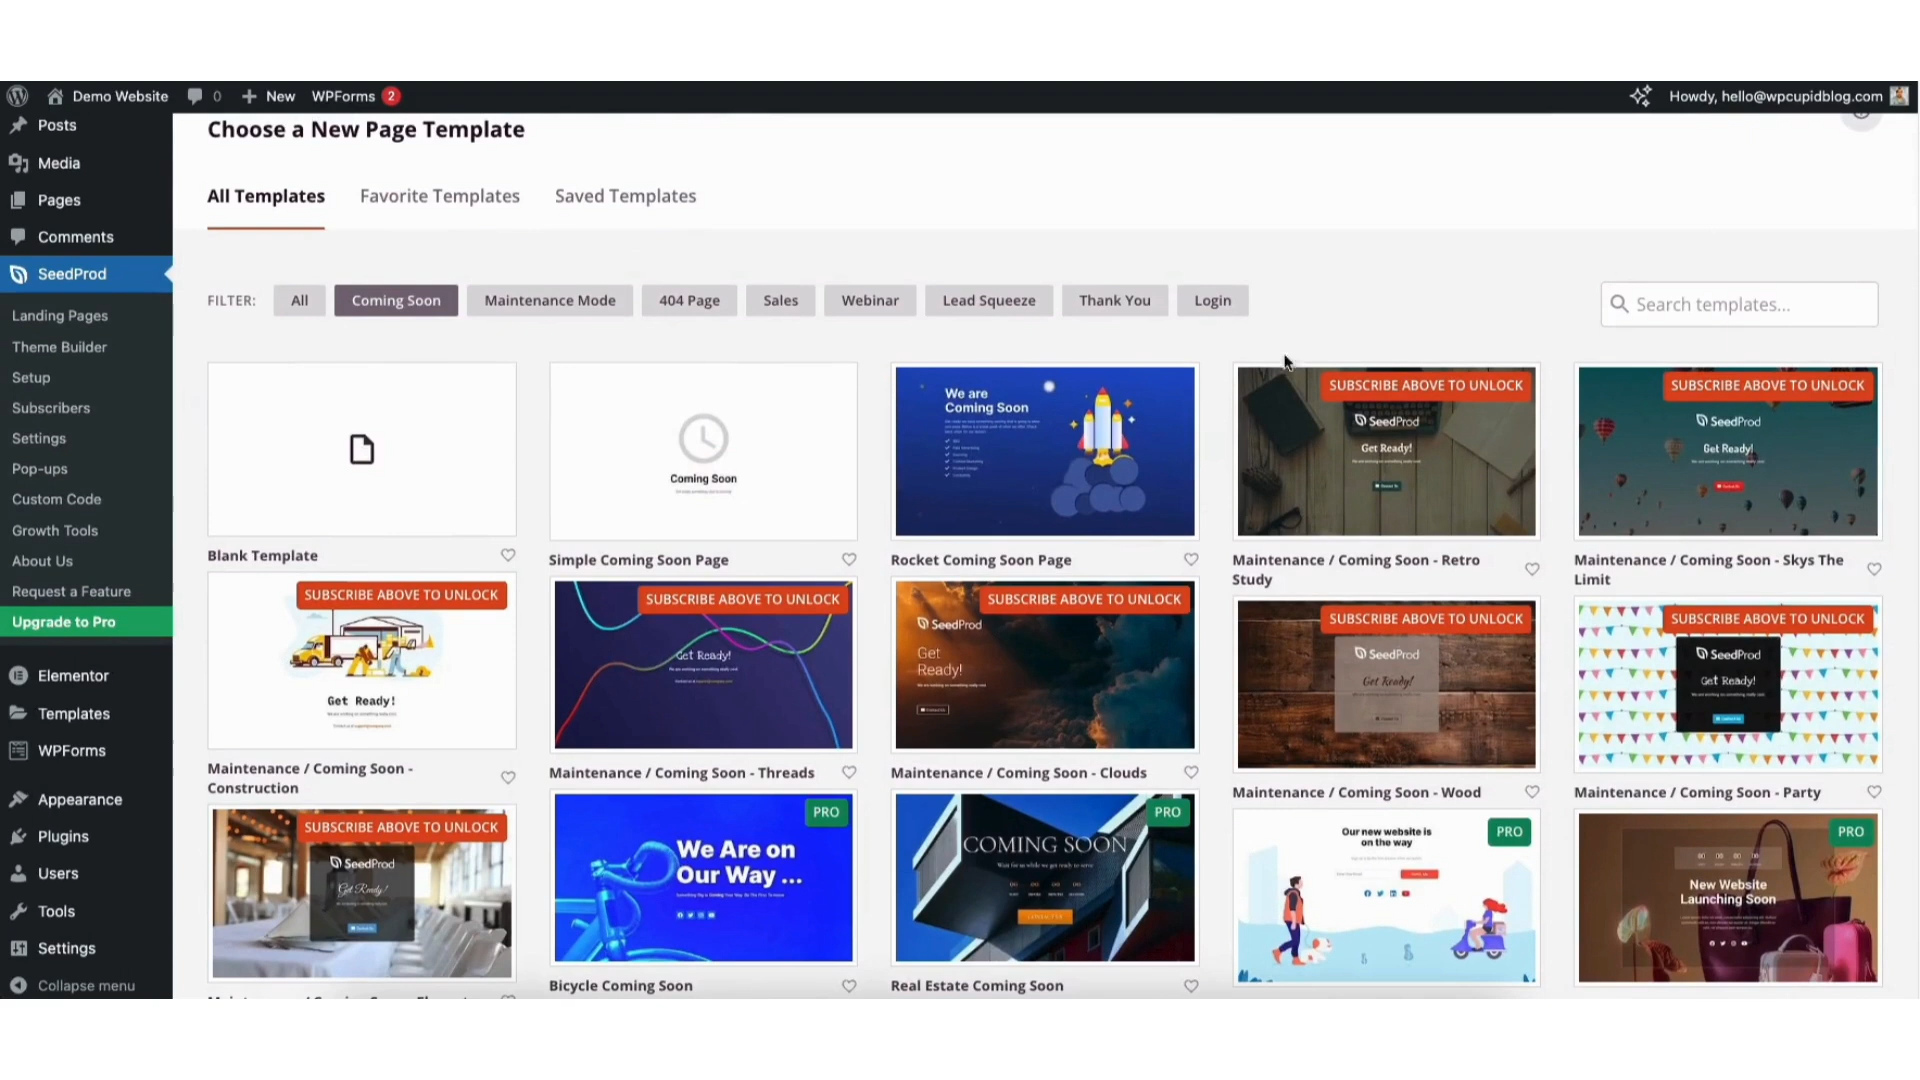 Demo Website 0 New WPForms 2 Howdy, hello@wpcupidblog.com
Posts
Media
Pages
Comments
SeedProd
Landing Pages
Theme Builder
Setup
Subscribers
Settings
Pop-ups
Custom Code
Growth Tools
About Us
Request a Feature
Upgrade to Pro
Elementor
Templates
WPForms
Appearance
Plugins
Users
Tools
Settings
Collapse menu
Choose a New Page Template
All Templates Favorite Templates Saved Templates
FILTER: All Coming Soon Maintenance Mode 404 Page Sales Webinar Lead Squeeze Thank You Login
Search templates...
Blank Template
Coming Soon
Simple Coming Soon Page
We are
Coming Soon
Rocket Coming Soon Page
SUBSCRIBE ABOVE TO UNLOCK
SeedProd
Get Ready!
Maintenance / Coming Soon - Retro
Study
SUBSCRIBE ABOVE TO UNLOCK
SeedProd
Get Ready!
Maintenance / Coming Soon - Skys The
Limit
SUBSCRIBE ABOVE TO UNLOCK
Get Ready!
Maintenance / Coming Soon -
Construction
SUBSCRIBE ABOVE TO UNLOCK
Get Ready!
Maintenance / Coming Soon - Threads
SUBSCRIBE ABOVE TO UNLOCK
SeedProd
Get
Ready!
Maintenance / Coming Soon - Clouds
SUBSCRIBE ABOVE TO UNLOCK
SeedProd
Get Ready!
Maintenance / Coming Soon - Wood
SUBSCRIBE ABOVE TO UNLOCK
SeedProd
Get Ready!
Maintenance / Coming Soon - Party
SUBSCRIBE ABOVE TO UNLOCK
SeedProd
Get Ready!
PRO
We Are on
Our Way ...
Bicycle Coming Soon
PRO
COMING SOON
Want for us while we get ready to serve
Real Estate Coming Soon
PRO
Our new website is
on the way
PRO
New Website
Launching Soon